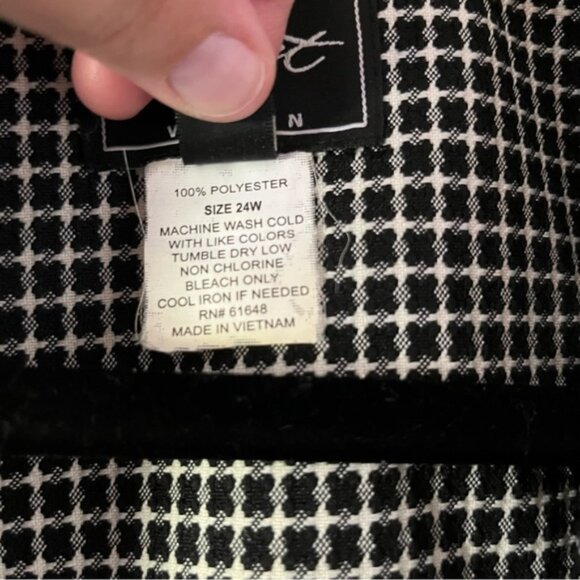 N
100% POLYESTER
SIZE 24W
MACHINE WASH COLD
WITH LIKE COLORS
TUMBLE DRY LOW
NON CHLORINE
BLEACH ONLY
COOL IRON IF NEEDED
RN# 61648
MADE IN VIETNAM